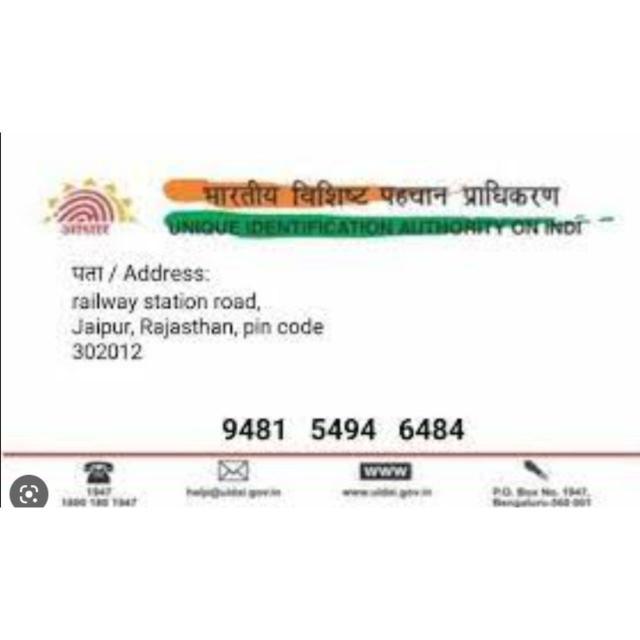 भारतीय विशिष्ट पहचान प्राधिकरण
UNIQUE IDENTIFICATION AUTHORITY ON INDI
आधार
पता / Address:
railway station road,
Jaipur, Rajasthan, pin code
302012
9481 5494 6484
WWW
1947
1800 180 1947
help@uidai.gov.in
www.uidai.gov.in
P.O. Box No. 1947,
Bengaluru-560 001